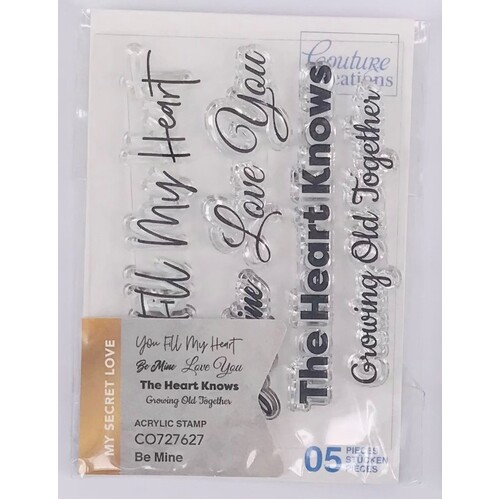 Couture
Creations
Fill My Heart
Love You
The Heart Knows
Growing Old Together
MY SECRET LOVE
You Fill My Heart
Be Mine Love You
The Heart Knows
Growing Old Together
ACRYLIC STAMP
CO727627
Be Mine
05 PIECES
STÜCKEN
PIECES